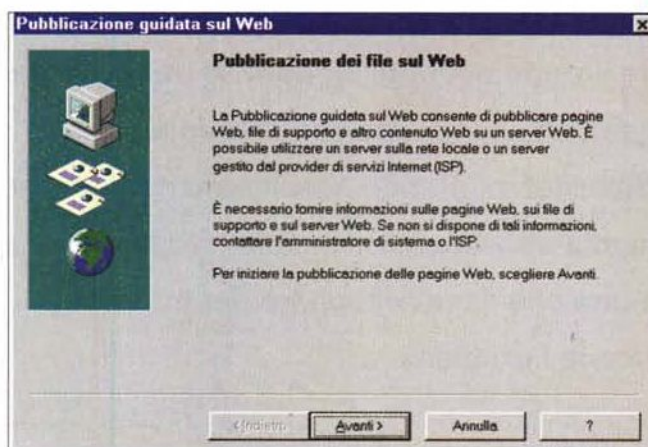 Pubblicazione guidata sul Web
Pubblicazione dei file sul Web
La Pubblicazione guidata sul Web consente di pubblicare pagine
Web, file di supporto e altro contenuto Web su un server Web. È
possibile utilizzare un server sulla rete locale o un server
gestito dal provider di servizi Internet (ISP).
È necessario fornire informazioni sulle pagine Web, sui file di
supporto e sul server Web. Se non si dispone di tali informazioni,
contattare l'amministratore di sistema o l'ISP.
Per iniziare la pubblicazione delle pagine Web, scegliere Avanti.
< Indietro Avanti > Annulla ?